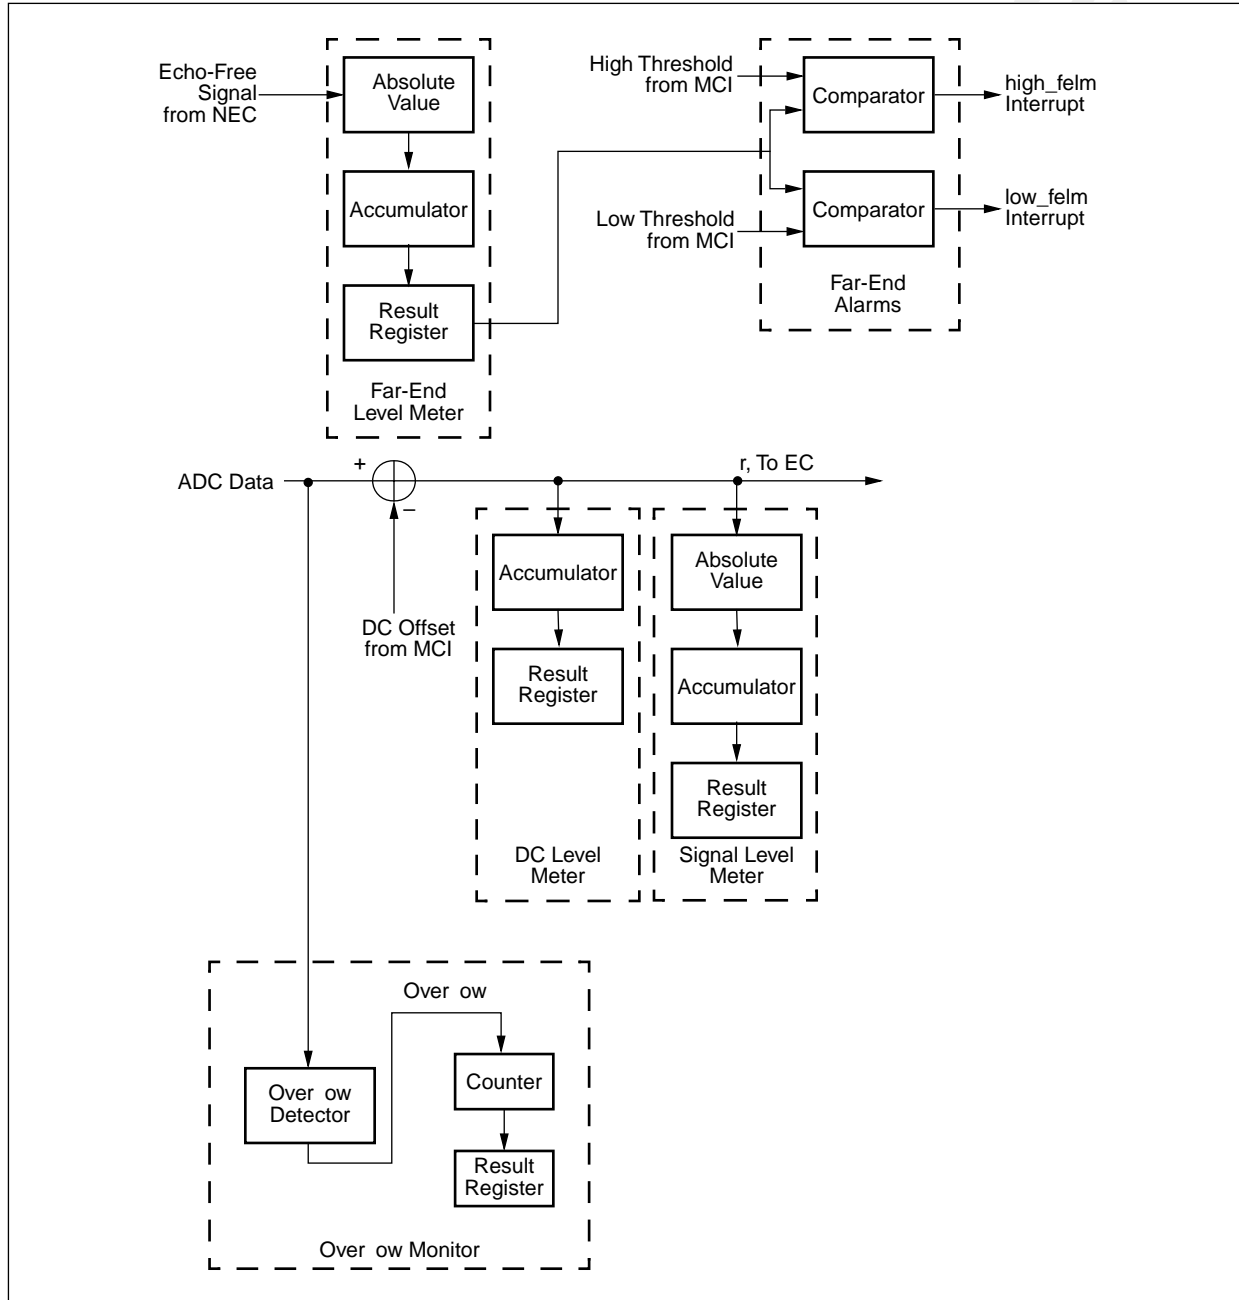 Echo-Free
Signal
from NEC
Absolute
Value
Accumulator
Result
Register
Far-End
Level Meter
High Threshold
from MCI
Comparator
high_felm
Interrupt
Low Threshold
from MCI
Comparator
low_felm
Interrupt
Far-End
Alarms
ADC Data
+
–
DC Offset
from MCI
r, To EC
Accumulator
Result
Register
DC Level
Meter
Absolute
Value
Accumulator
Result
Register
Signal Level
Meter
Over ow
Over ow
Detector
Counter
Result
Register
Over ow Monitor